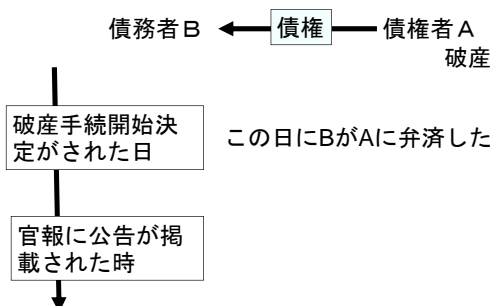 債務者Ｂ 債権 債権者Ａ
破産
破産手続開始決
定がされた日
この日にBがAに弁済した
官報に公告が掲
載された時